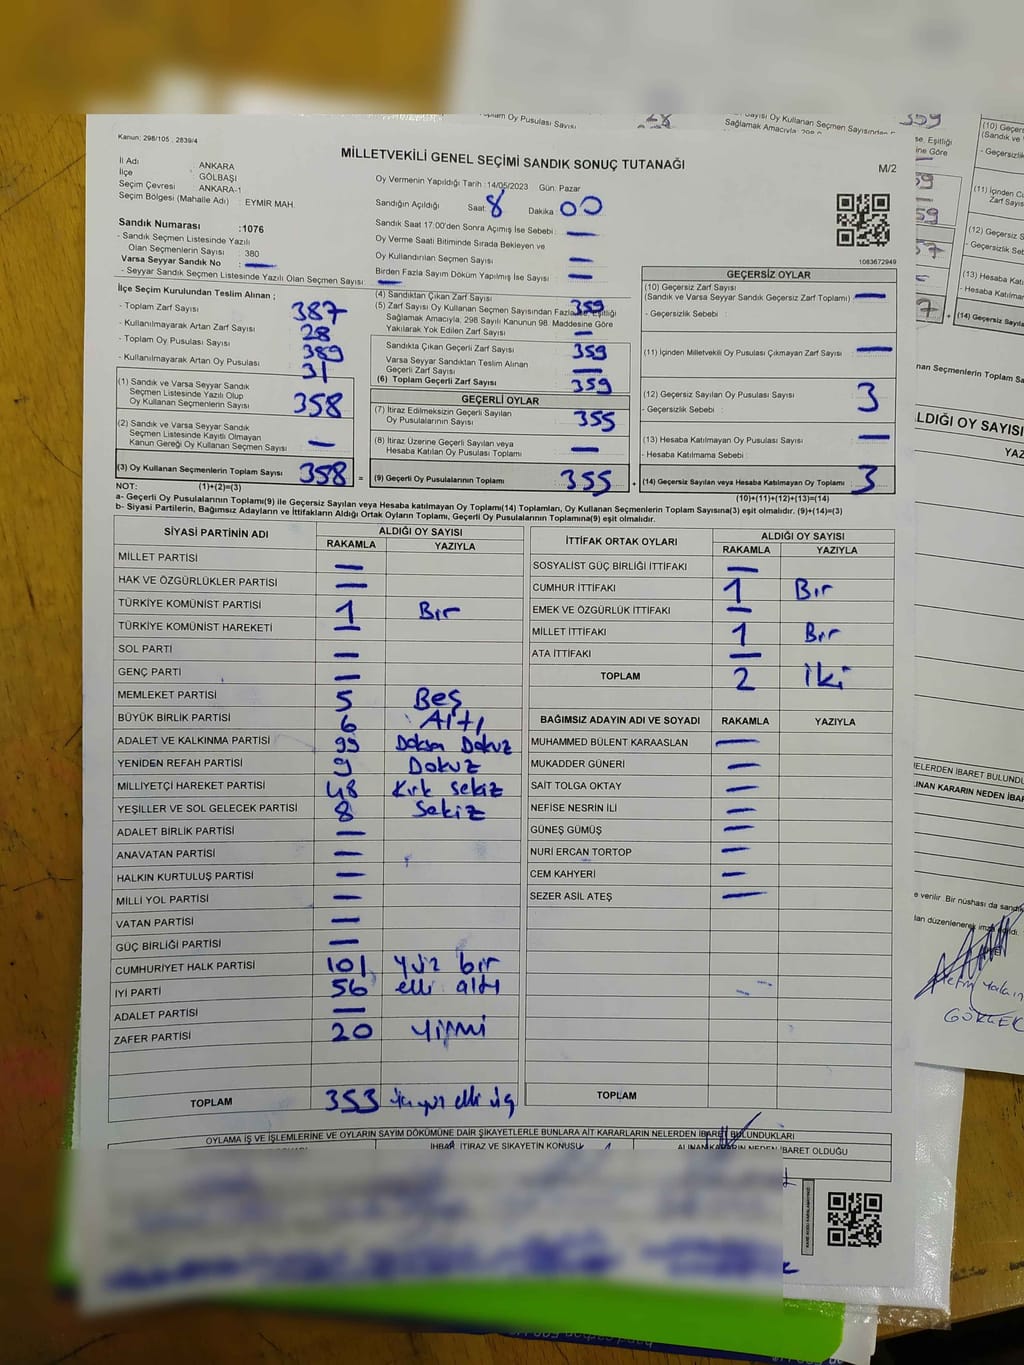 Kanun: 298/105 : 2839/4
MİLLETVEKİLİ GENEL SEÇİMİ SANDIK SONUÇ TUTANAĞI
M/2
İl Adı : ANKARA
İlçe : GÖLBAŞI
Seçim Çevresi : ANKARA-1
Seçim Bölgesi (Mahalle Adı) : EYMİR MAH.
Oy Vermenin Yapıldığı Tarih : 14/05/2023 Gün: Pazar
Sandığın Açıldığı Saat: 8 Dakika: 00
Sandık Saat 17:00'den Sonra Açımış İse Sebebi : —
Oy Verme Saati Bitiminde Sırada Bekleyen ve
Oy Kullandırılan Seçmen Sayısı —
Birden Fazla Sayım Döküm Yapılmış İse Sayısı : —
1083672949
Sandık Numarası :1076
- Sandık Seçmen Listesinde Yazılı
Olan Seçmenlerin Sayısı : 380
Varsa Seyyar Sandık No : —
- Seyyar Sandık Seçmen Listesinde Yazılı Olan Seçmen Sayısı: —
İlçe Seçim Kurulundan Teslim Alınan ;
- Toplam Zarf Sayısı 387
- Kullanılmayarak Artan Zarf Sayısı 28
- Toplam Oy Pusulası Sayısı 389
- Kullanılmayarak Artan Oy Pusulası 31
(1) Sandık ve Varsa Seyyar Sandık
Seçmen Listesinde Yazılı Olup
Oy Kullanan Seçmenlerin Sayısı 358
(2) Sandık ve Varsa Seyyar Sandık
Seçmen Listesinde Kayıtlı Olmayan
Kanun Gereği Oy Kullanan Seçmen Sayısı —
(3) Oy Kullanan Seçmenlerin Toplam Sayısı 358 =
(4) Sandıktan Çıkan Zarf Sayısı 359
(5) Zarf Sayısı Oy Kullanan Seçmen Sayısından Fazla ise, Eşitliği
Sağlamak Amacıyla, 298 Sayılı Kanunun 98. Maddesine Göre
Yakılarak Yok Edilen Zarf Sayısı —
Sandıkta Çıkan Geçerli Zarf Sayısı 359
Varsa Seyyar Sandıktan Teslim Alınan
Geçerli Zarf Sayısı —
(6) Toplam Geçerli Zarf Sayısı 359
GEÇERLİ OYLAR
(7) İtiraz Edilmeksizin Geçerli Sayılan
Oy Pusulalarının Sayısı 355
(8) İtiraz Üzerine Geçerli Sayılan veya
Hesaba Katılan Oy Pusulası Toplamı —
(9) Geçerli Oy Pusulalarının Toplamı 355 +
GEÇERSİZ OYLAR
(10) Geçersiz Zarf Sayısı
(Sandık ve Varsa Seyyar Sandık Geçersiz Zarf Toplamı) —
- Geçersizlik Sebebi :
(11) İçinden Milletvekili Oy Pusulası Çıkmayan Zarf Sayısı —
(12) Geçersiz Sayılan Oy Pusulası Sayısı 3
- Geçersizlik Sebebi :
(13) Hesaba Katılmayan Oy Pusulası Sayısı —
- Hesaba Katılmama Sebebi :
(14) Geçersiz Sayılan veya Hesaba Katılmayan Oy Toplamı 3
NOT: (1)+(2)=(3)
(10)+(11)+(12)+(13)=(14)
a- Geçerli Oy Pusulalarının Toplamı(9) ile Geçersiz Sayılan veya Hesaba katılmayan Oy Toplamı(14) Toplamları, Oy Kullanan Seçmenlerin Toplam Sayısına(3) eşit olmalıdır. (9)+(14)=(3)
b- Siyasi Partilerin, Bağımsız Adayların ve İttifakların Aldığı Ortak Oyların Toplamı, Geçerli Oy Pusulalarının Toplamına(9) eşit olmalıdır.
SİYASİ PARTİNİN ADI ALDIĞI OY SAYISI
RAKAMLA YAZIYLA
MİLLET PARTİSİ —
HAK VE ÖZGÜRLÜKLER PARTİSİ —
TÜRKİYE KOMÜNİST PARTİSİ 1 Bir
TÜRKİYE KOMÜNİST HAREKETİ —
SOL PARTİ —
GENÇ PARTİ —
MEMLEKET PARTİSİ 5 Beş
BÜYÜK BİRLİK PARTİSİ 6 Altı
ADALET VE KALKINMA PARTİSİ 99 Doksan Dokuz
YENİDEN REFAH PARTİSİ 9 Dokuz
MİLLİYETÇİ HAREKET PARTİSİ 48 Kırk sekiz
YEŞİLLER VE SOL GELECEK PARTİSİ 8 Sekiz
ADALET BİRLİK PARTİSİ —
ANAVATAN PARTİSİ —
HALKIN KURTULUŞ PARTİSİ —
MİLLİ YOL PARTİSİ —
VATAN PARTİSİ —
GÜÇ BİRLİĞİ PARTİSİ —
CUMHURİYET HALK PARTİSİ 101 Yüz bir
İYİ PARTİ 56 elli altı
ADALET PARTİSİ —
ZAFER PARTİSİ 20 Yirmi
TOPLAM 353
İTTİFAK ORTAK OYLARI ALDIĞI OY SAYISI
RAKAMLA YAZIYLA
SOSYALİST GÜÇ BİRLİĞİ İTTİFAKI —
CUMHUR İTTİFAKI 1 Bir
EMEK VE ÖZGÜRLÜK İTTİFAKI —
MİLLET İTTİFAKI 1 Bir
ATA İTTİFAKI —
TOPLAM 2 iki
BAĞIMSIZ ADAYIN ADI VE SOYADI RAKAMLA YAZIYLA
MUHAMMED BÜLENT KARAASLAN —
MUKADDER GÜNERİ —
SAİT TOLGA OKTAY —
NEFİSE NESRİN İLİ —
GÜNEŞ GÜMÜŞ —
NURİ ERCAN TORTOP —
CEM KAHYERİ —
SEZER ASİL ATEŞ —
TOPLAM
OYLAMA İŞ VE İŞLEMLERİNE VE OYLARIN SAYIM DÖKÜMÜNE DAİR ŞİKAYETLERLE BUNLARA AİT KARARLARIN NELERDEN İBARET BULUNDUKLARI
İHBAR İTİRAZ VE ŞİKAYETİN KONUSU ALINAN KARARIN NEDEN İBARET OLDUĞU